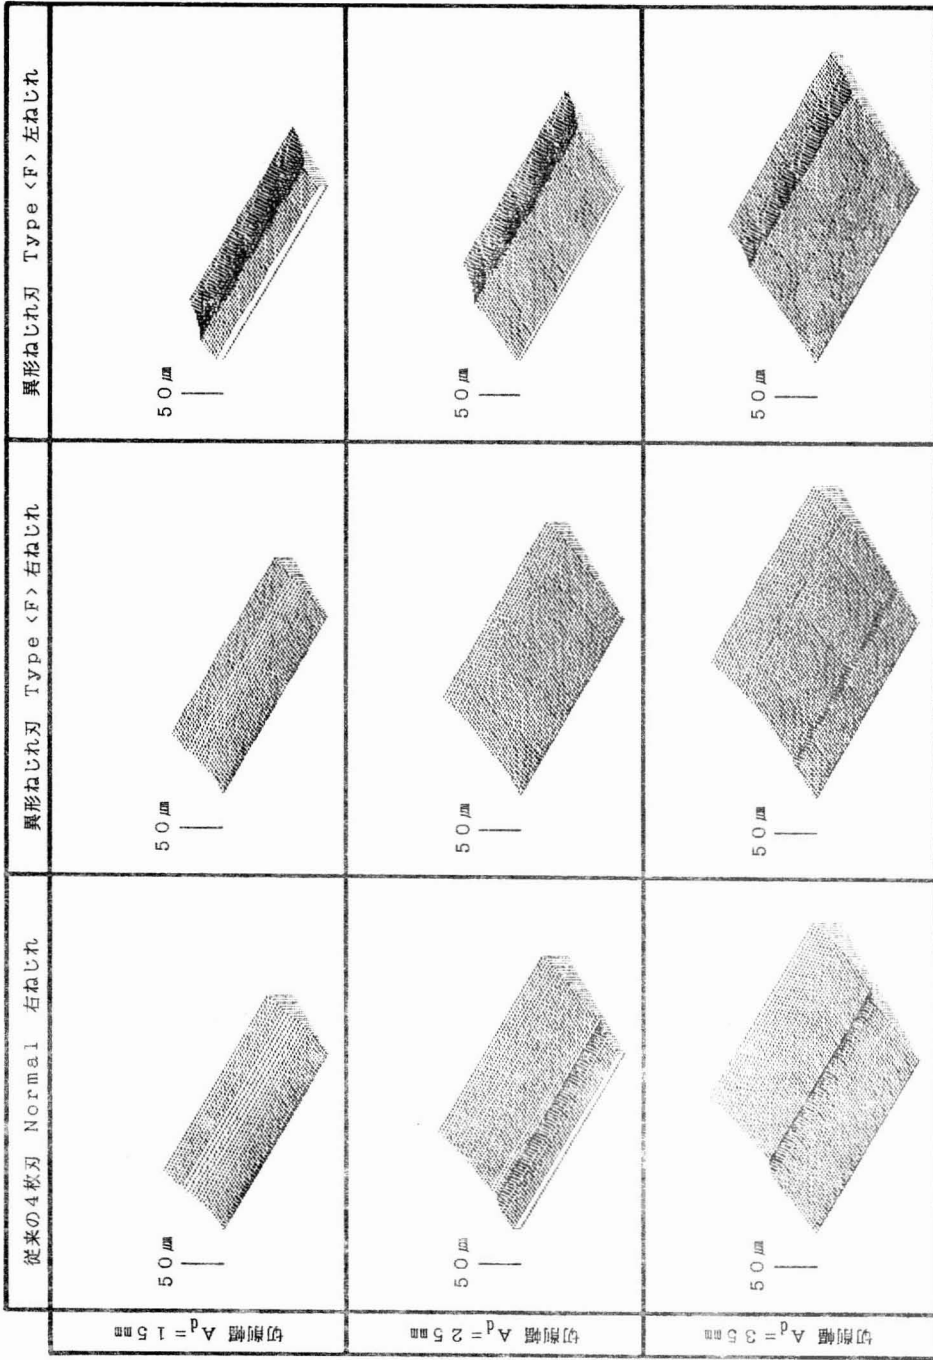 従来の4枚刃 Normal 右ねじれ
異形ねじれ刃 Type <F> 右ねじれ
異形ねじれ刃 Type <F> 左ねじれ
切削幅 Ad=15mm
50μm
50μm
50μm
切削幅 Ad=25mm
50μm
50μm
50μm
切削幅 Ad=35mm
50μm
50μm
50μm